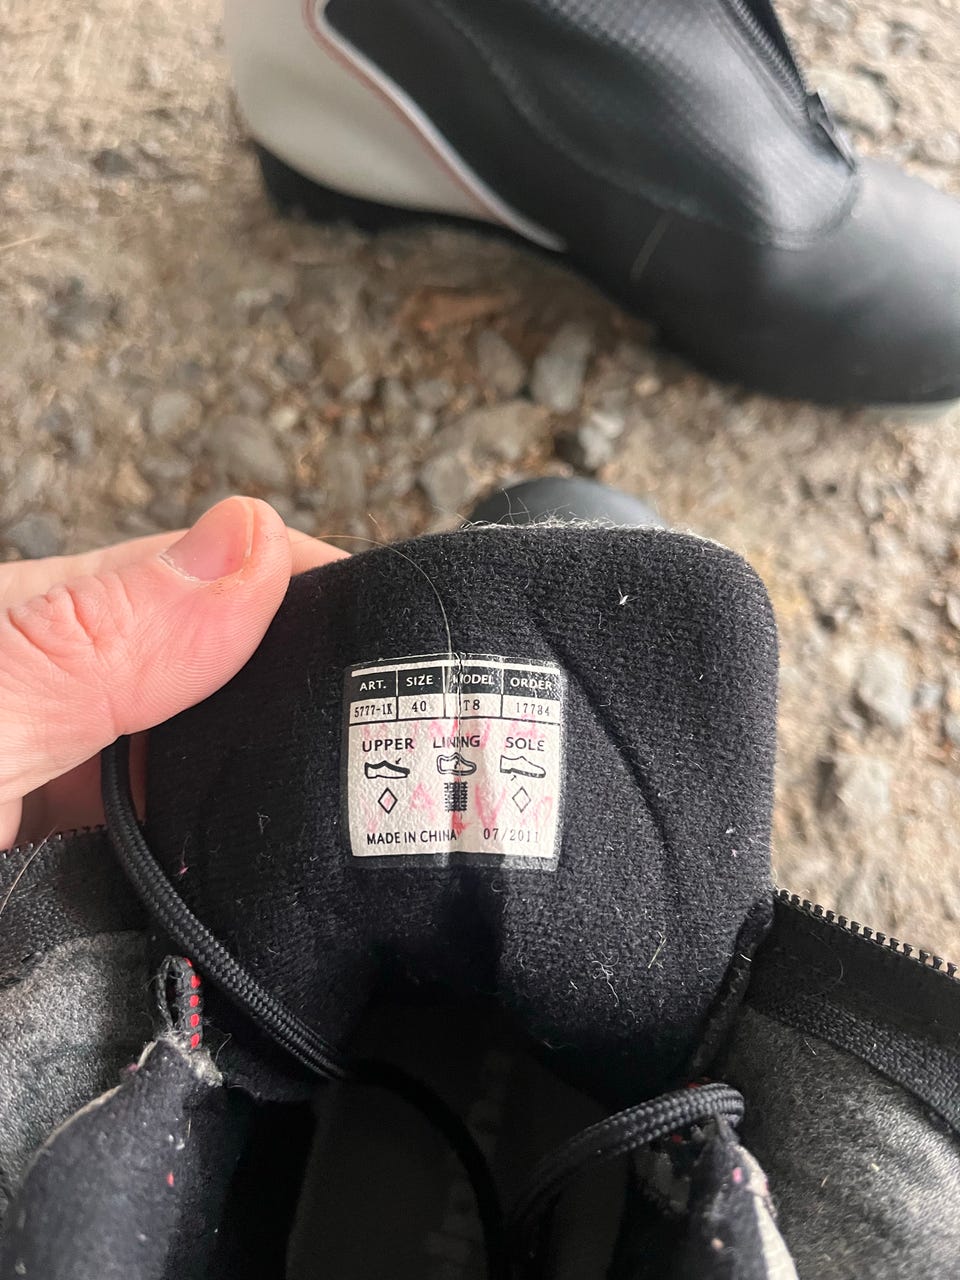 ART. SIZE MODEL ORDER
5777-1K 40 T8 17784
UPPER LINING SOLE
MADE IN CHINA 07/2011